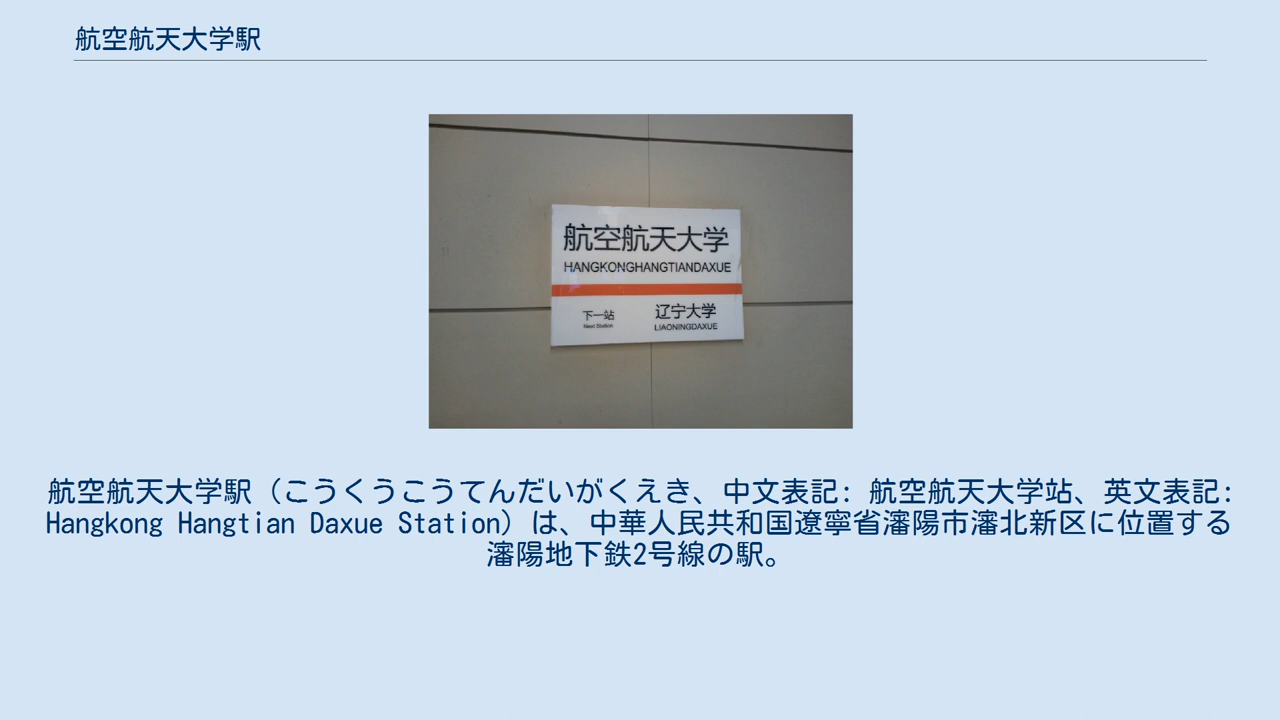 航空航天大学駅
航空航天大学
HANGKONGHANGTIANDAXUE
下一站
Next Station
辽宁大学
LIAONINGDAXUE
航空航天大学駅（こうくうこうてんだいがくえき、中文表記: 航空航天大学站、英文表記:
Hangkong Hangtian Daxue Station）は、中華人民共和国遼寧省瀋陽市瀋北新区に位置する
瀋陽地下鉄2号線の駅。